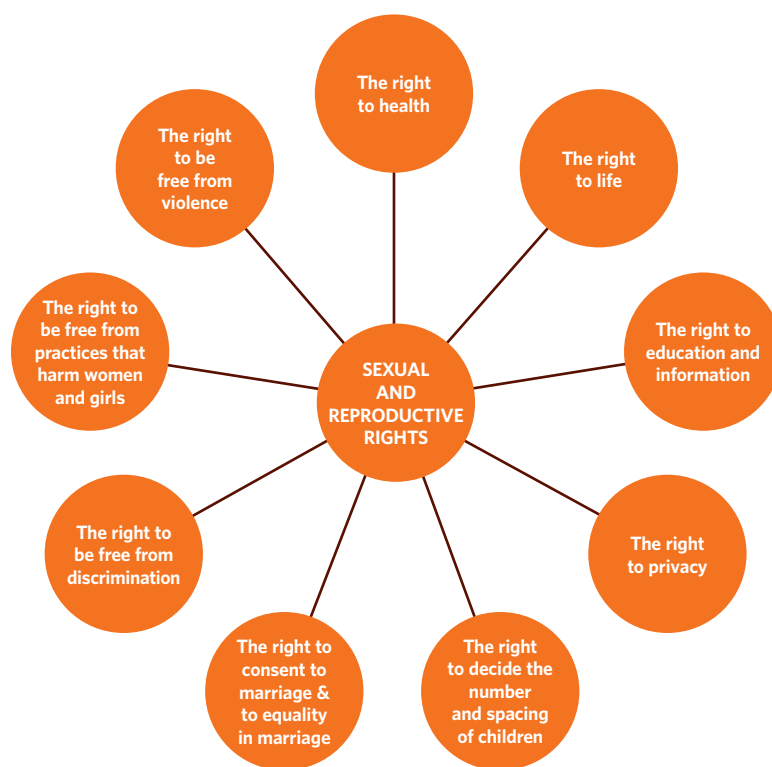 The right
to health
The right
to life
The right to
education and
information
The right
to privacy
The right
to decide the
number
and spacing
of children
The right to
consent to
marriage &
to equality
in marriage
The right to
be free from
discrimination
The right to
be free from
practices that
harm women
and girls
The right
to be
free from
violence
SEXUAL
AND
REPRODUCTIVE
RIGHTS